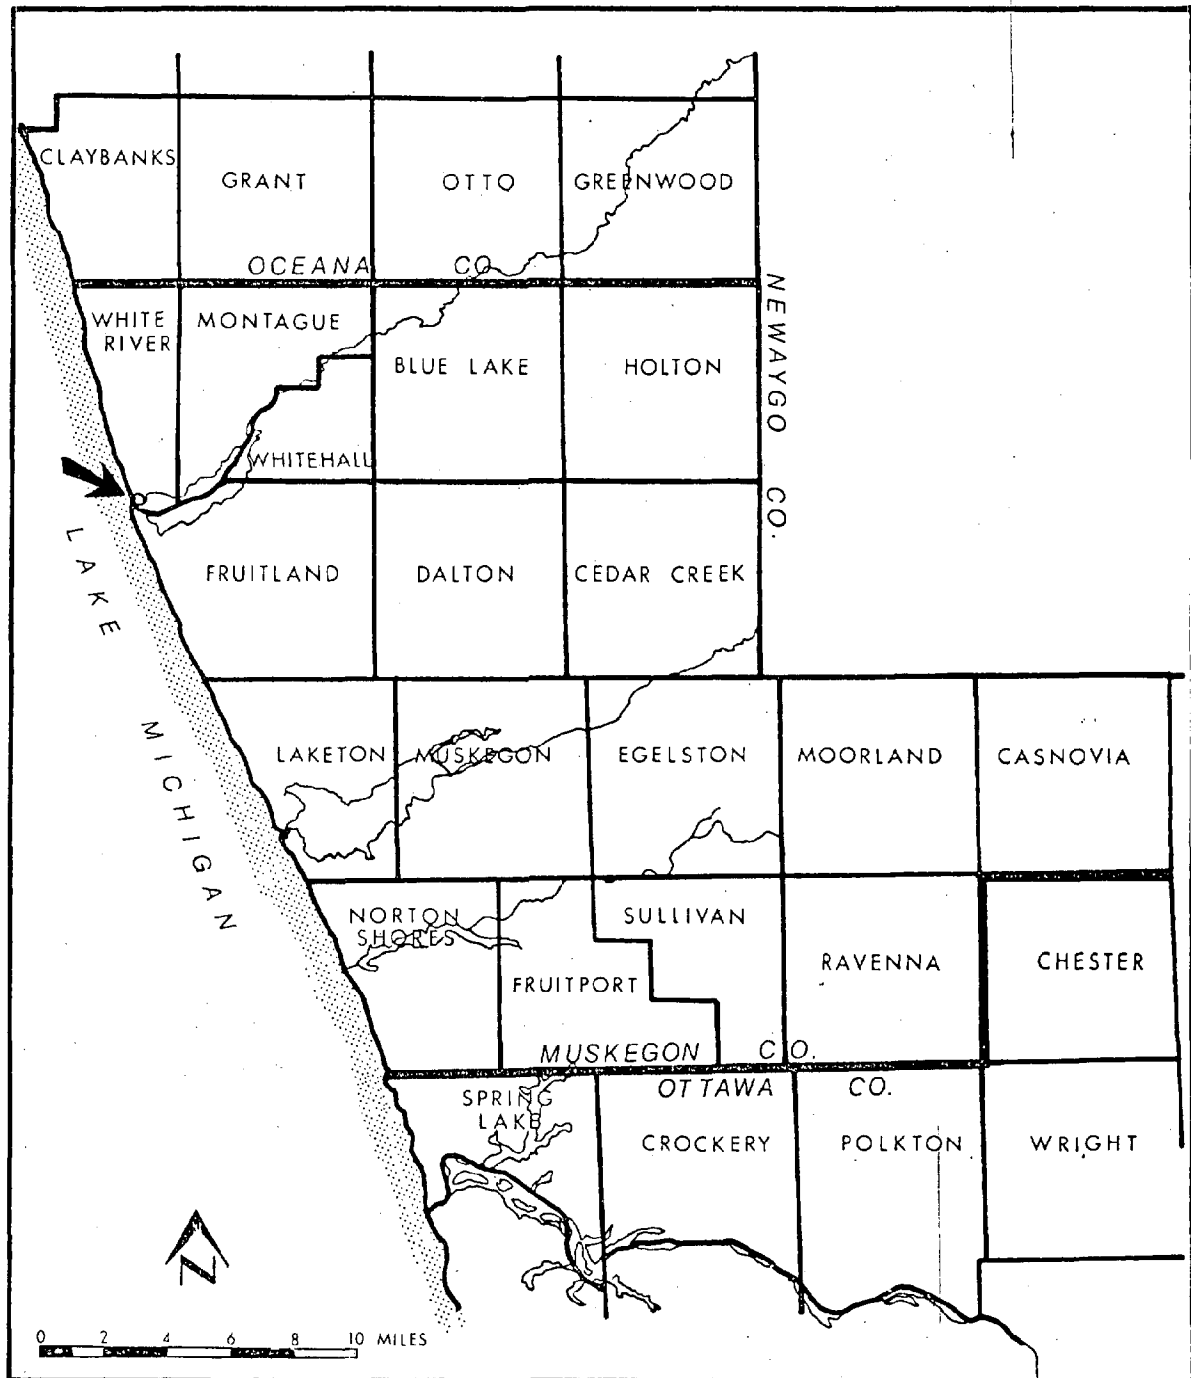 CLAYBANKS
GRANT
OTTO
GREENWOOD
OCEANA CO
WHITE
RIVER
MONTAGUE
BLUE LAKE
HOLTON
NEWAYGO CO.
WHITEHALL
LAKE MICHIGAN
FRUITLAND
DALTON
CEDAR CREEK
LAKETON
MUSKEGON
EGELSTON
MOORLAND
CASNOVIA
NORTON
SHORES
SULLIVAN
FRUITPORT
RAVENNA
CHESTER
MUSKEGON CO.
OTTAWA CO.
SPRING
LAKE
CROCKERY
POLKTON
WRIGHT
N
0 2 4 6 8 10 MILES